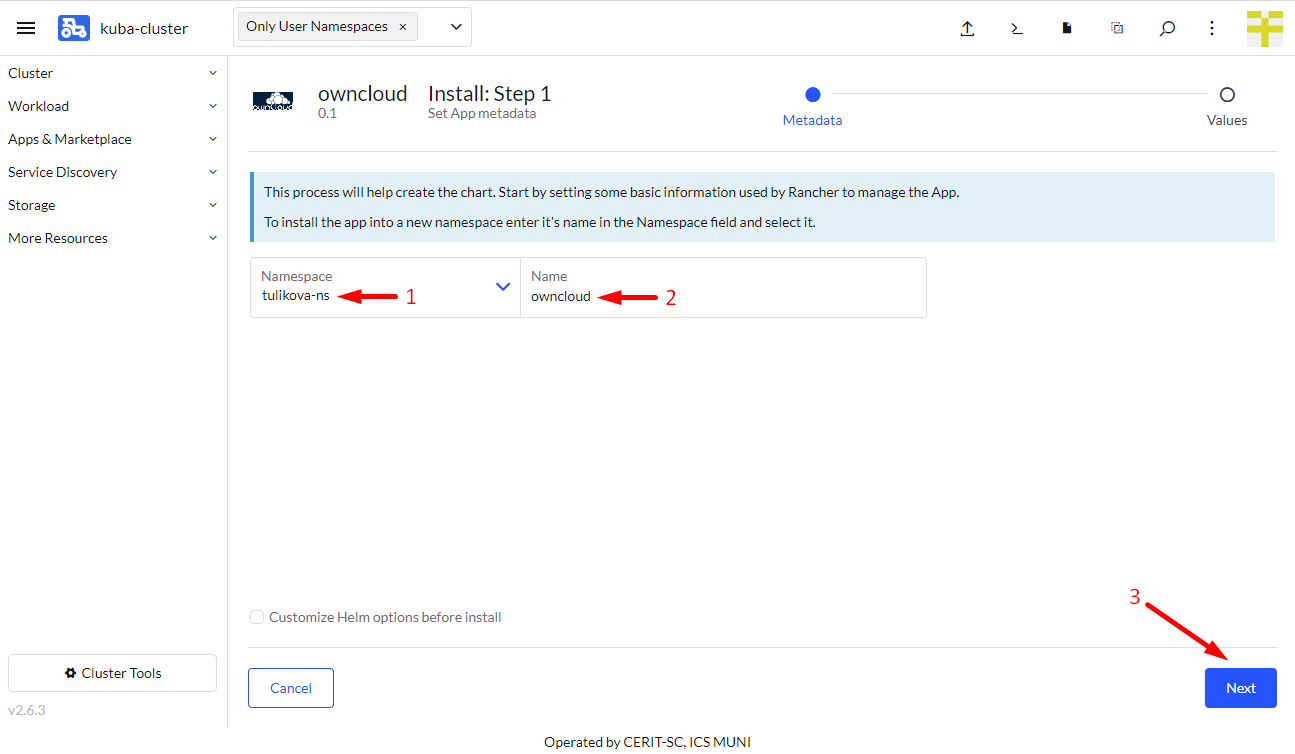 kuba-cluster
Only User Namespaces ×
Cluster
Workload
Apps & Marketplace
Service Discovery
Storage
More Resources
Cluster Tools
v2.6.3
ownCloud
owncloud
0.1
Install: Step 1
Set App metadata
Metadata
Values
This process will help create the chart. Start by setting some basic information used by Rancher to manage the App.
To install the app into a new namespace enter it's name in the Namespace field and select it.
Namespace
tulikova-ns
1
Name
owncloud
2
Customize Helm options before install
3
Cancel
Next
Operated by CERIT-SC, ICS MUNI